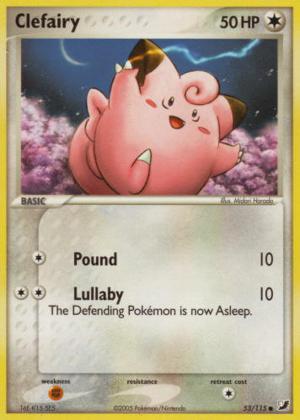 Clefairy 50 HP
Illus. Midori Harada
BASIC
Pound 10
Lullaby 10
The Defending Pokémon is now Asleep.
weakness resistance retreat cost
©2005 Pokémon/Nintendo 53/115 ●